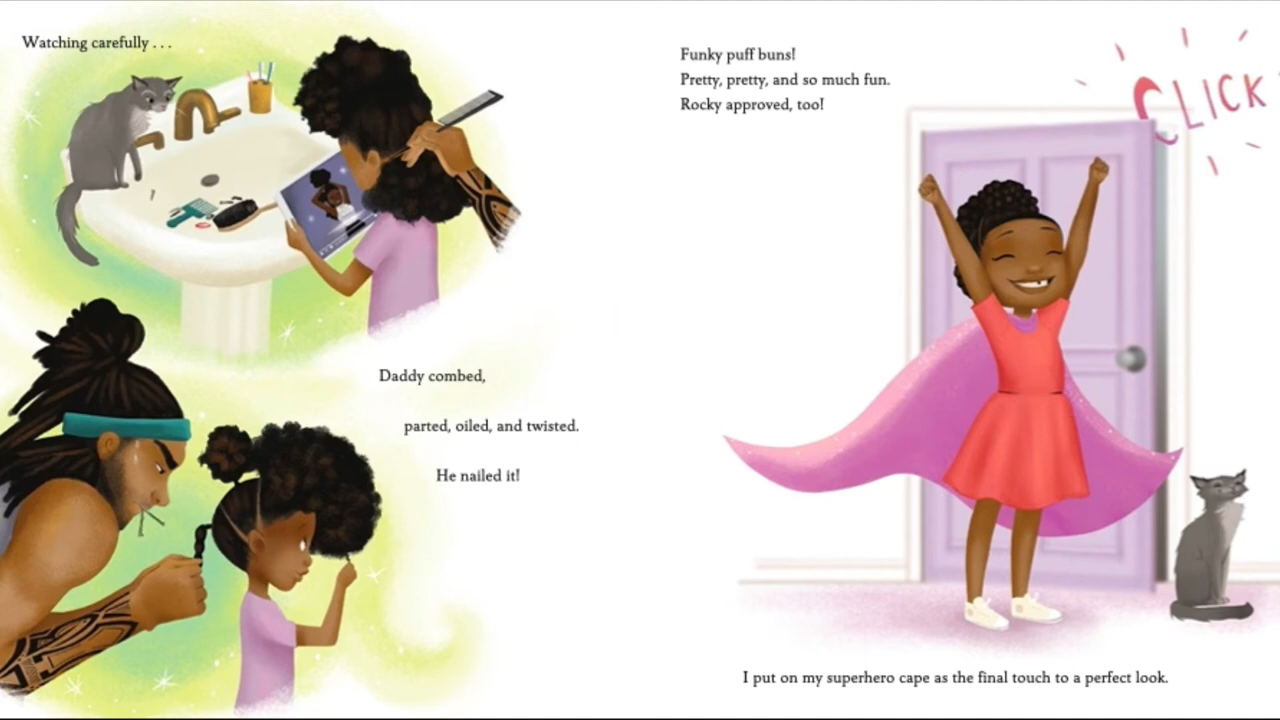 Watching carefully . . .
Daddy combed,
parted, oiled, and twisted.
He nailed it!
Funky puff buns!
Pretty, pretty, and so much fun.
Rocky approved, too!
CLICK
I put on my superhero cape as the final touch to a perfect look.